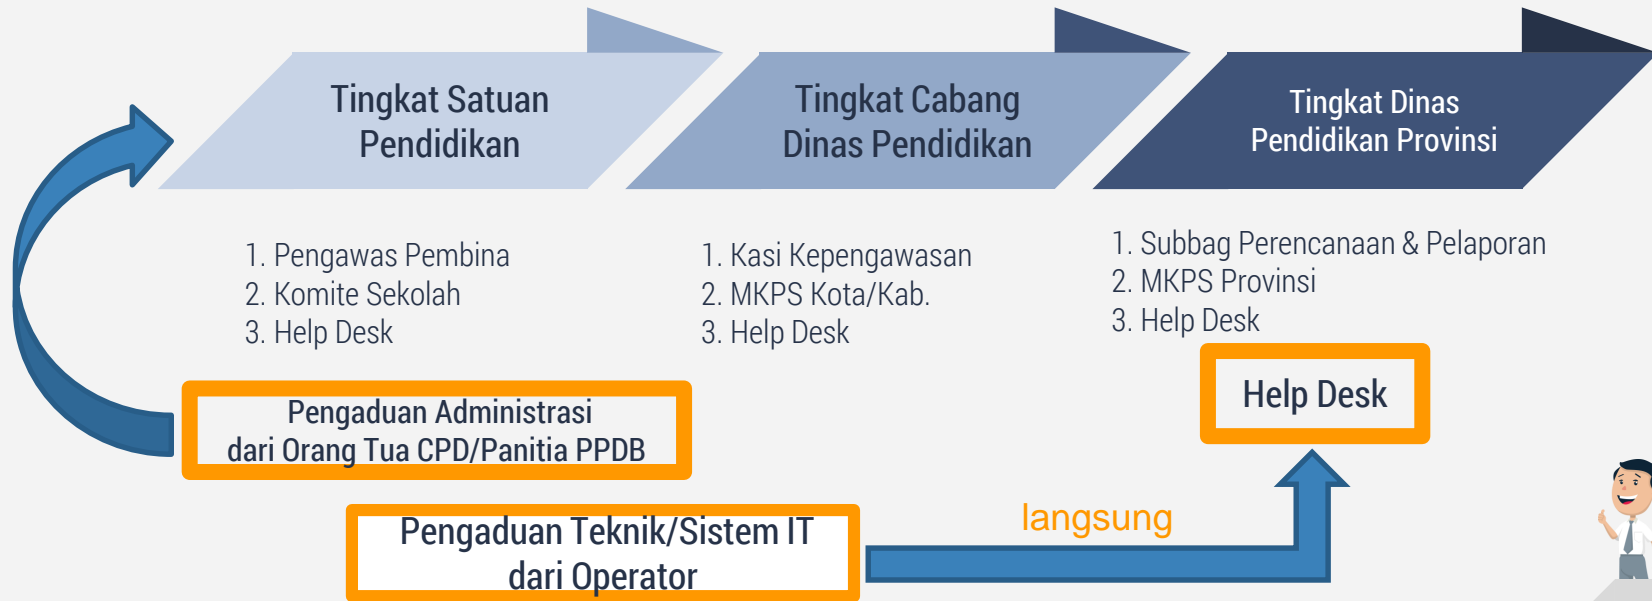 Tingkat Satuan
Pendidikan
Tingkat Cabang
Dinas Pendidikan
Tingkat Dinas
Pendidikan Provinsi
1. Pengawas Pembina
2. Komite Sekolah
3. Help Desk
1. Kasi Kepengawasan
2. MKPS Kota/Kab.
3. Help Desk
1. Subbag Perencanaan & Pelaporan
2. MKPS Provinsi
3. Help Desk
Help Desk
Pengaduan Administrasi
dari Orang Tua CPD/Panitia PPDB
Pengaduan Teknik/Sistem IT
dari Operator
langsung